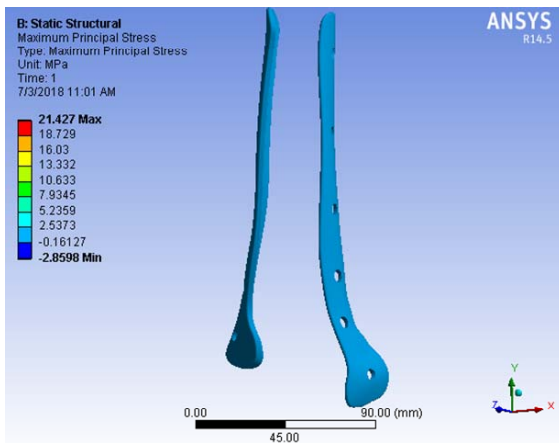 B: Static Structural
Maximum Principal Stress
Type: Maximum Principal Stress
Unit: MPa
Time: 1
7/3/2018 11:01 AM
21.427 Max
18.729
16.03
13.332
10.633
7.9345
5.2359
2.5373
-0.16127
-2.8598 Min
ANSYS
R14.5
0.00
90.00 (mm)
45.00
Y
Z
X